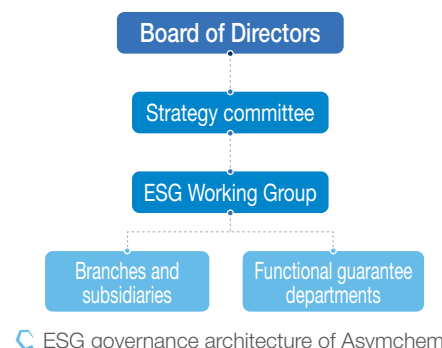 Board of Directors
Strategy committee
ESG Working Group
Branches and
subsidiaries
Functional guarantee
departments
ESG governance architecture of Asymchem